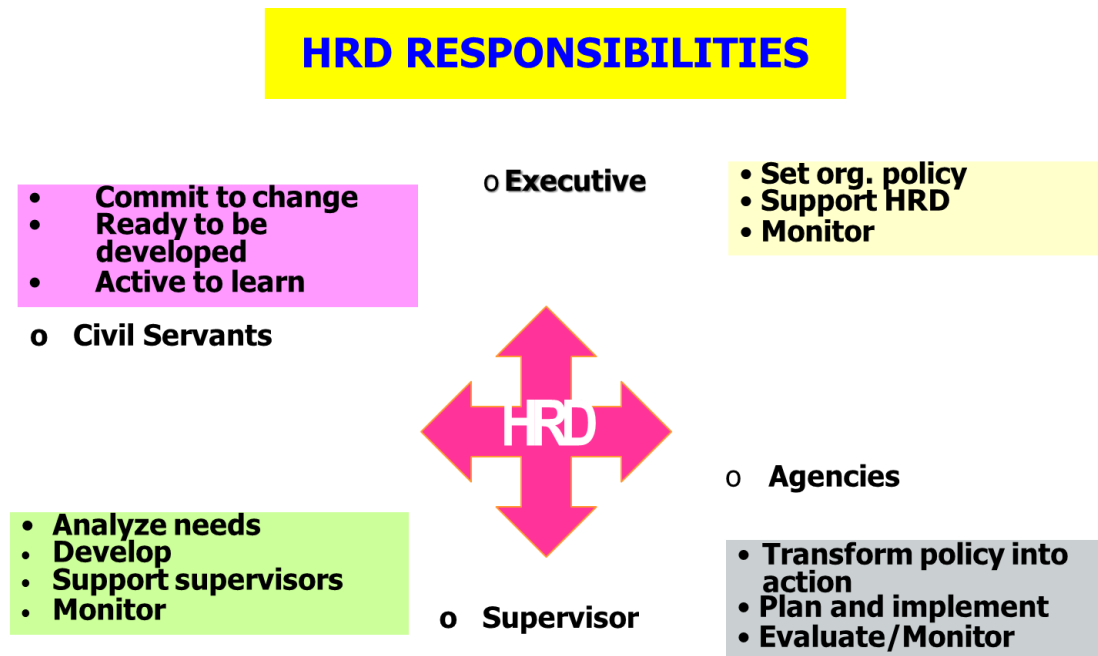 HRD RESPONSIBILITIES
o Executive
• Set org. policy
• Support HRD
• Monitor
• Commit to change
• Ready to be
developed
• Active to learn
o Civil Servants
HRD
o Agencies
• Analyze needs
• Develop
• Support supervisors
• Monitor
o Supervisor
• Transform policy into
action
• Plan and implement
• Evaluate/Monitor